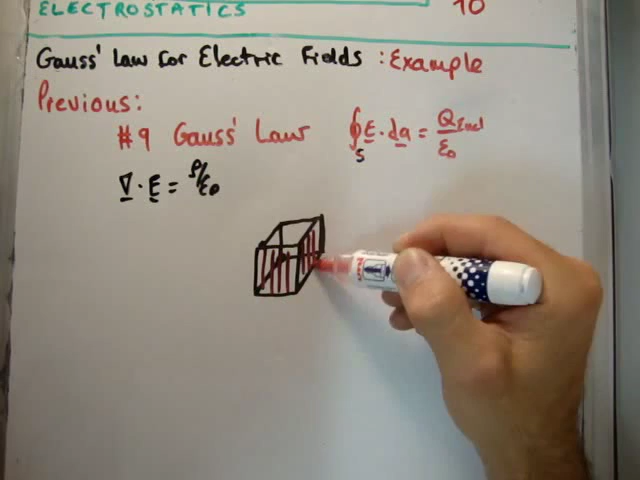 ELECTROSTATICS 10
Gauss' Law for Electric Fields : Example
Previous:
#9 Gauss' Law ∮S E · da = QEncl/ε0
∇ · E = ρ/ε0